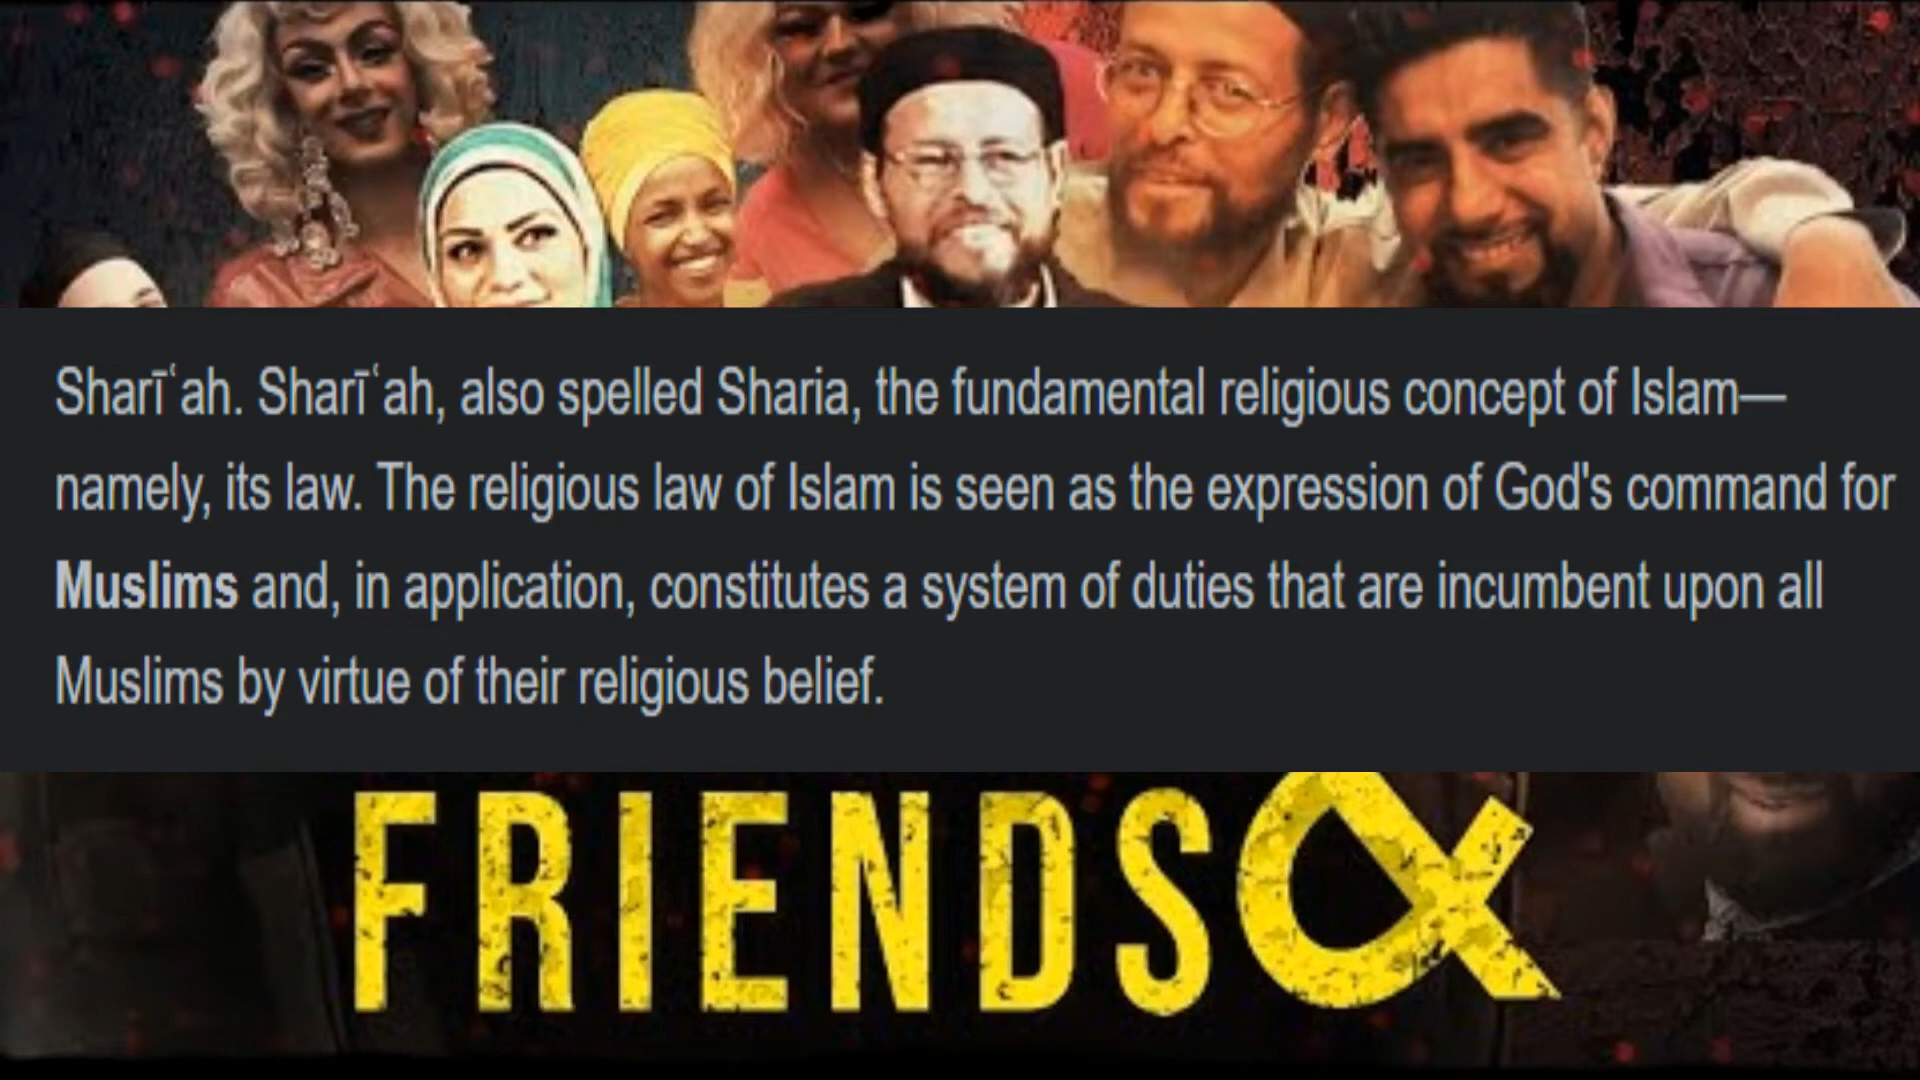 Sharīʿah. Sharīʿah, also spelled Sharia, the fundamental religious concept of Islam—
namely, its law. The religious law of Islam is seen as the expression of God's command for
Muslims and, in application, constitutes a system of duties that are incumbent upon all
Muslims by virtue of their religious belief.
FRIENDS